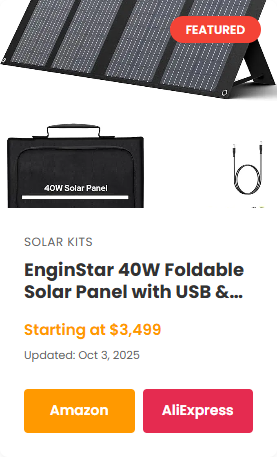 FEATURED
40W Solar Panel
SOLAR KITS
EnginStar 40W Foldable
Solar Panel with USB &...
Starting at $3,499
Updated: Oct 3, 2025
Amazon
AliExpress